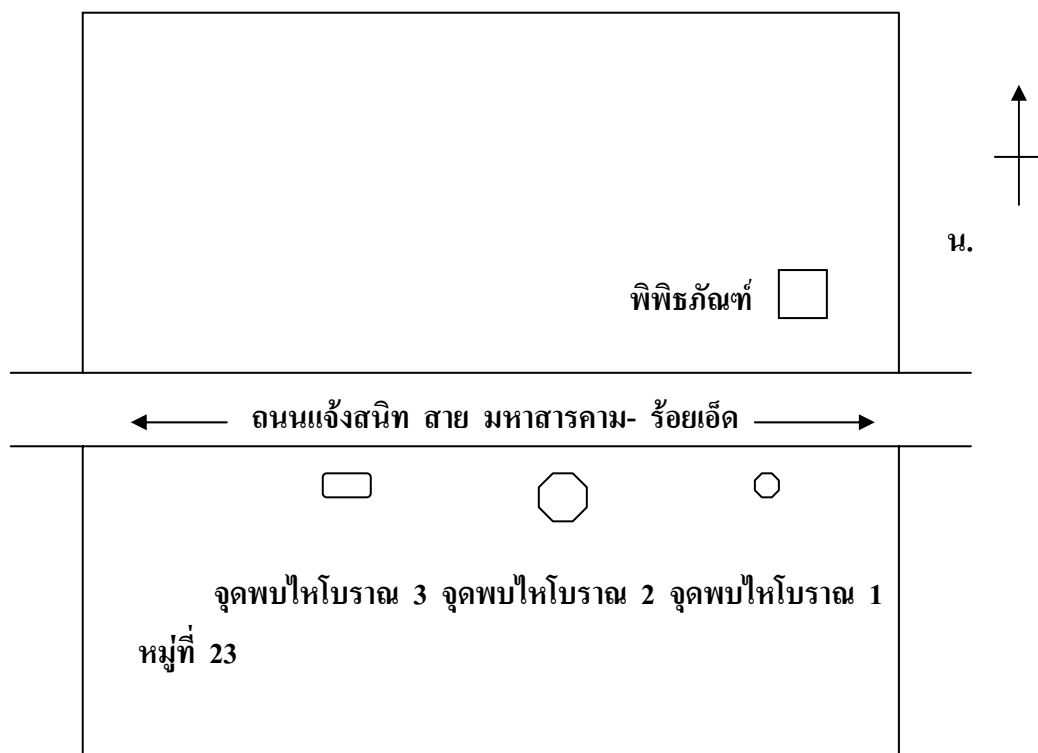 น.
พิพิธภัณฑ์
ถนนแจ้งสนิท สาย มหาสารคาม- ร้อยเอ็ด
จุดพบไหโบราณ 3 จุดพบไหโบราณ 2 จุดพบไหโบราณ 1
หมู่ที่ 23